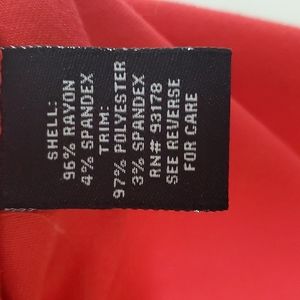 SHELL:
96% RAYON
4% SPANDEX
TRIM:
97% POLYESTER
3% SPANDEX
RN# 93178
SEE REVERSE
FOR CARE